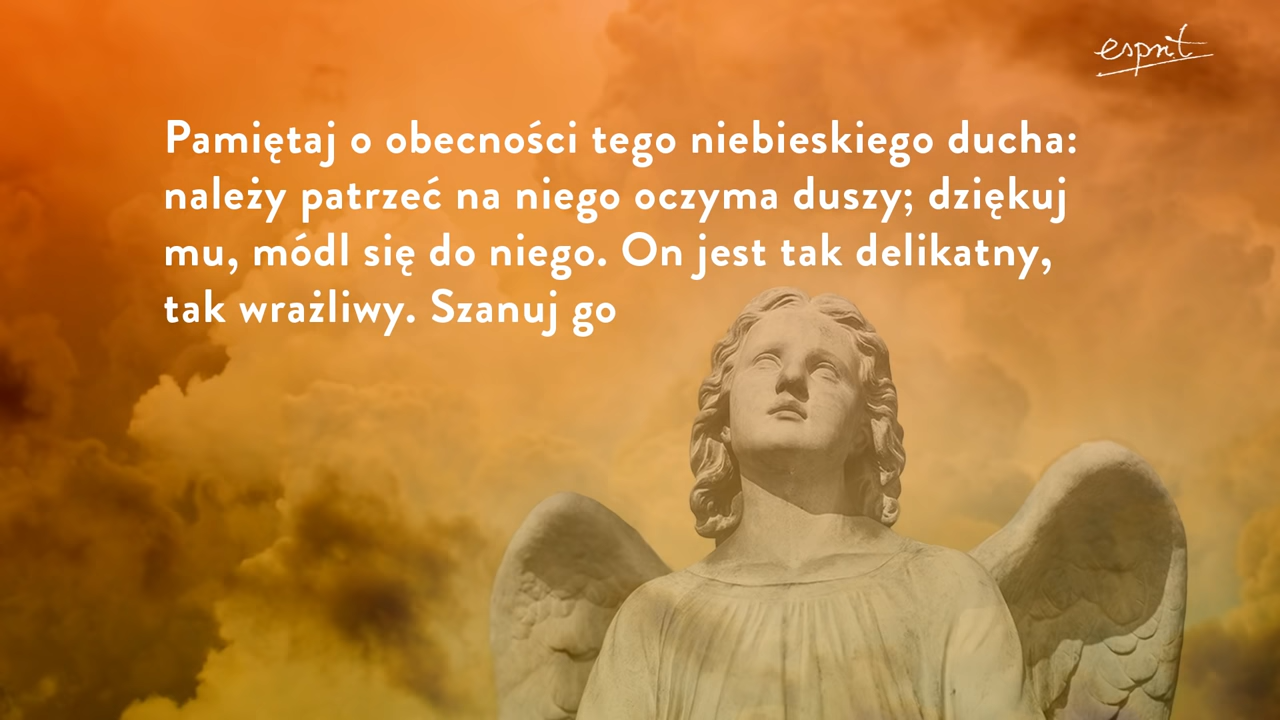 esprit
Pamiętaj o obecności tego niebieskiego ducha:
należy patrzeć na niego oczyma duszy; dziękuj
mu, módl się do niego. On jest tak delikatny,
tak wrażliwy. Szanuj go